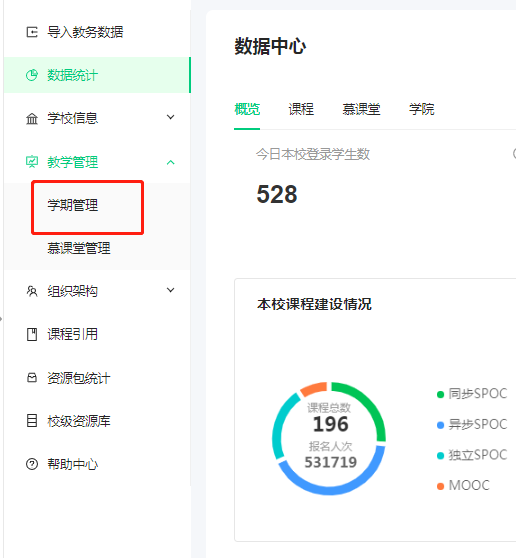 导入教务数据
数据统计
学校信息
教学管理
学期管理
慕课堂管理
组织架构
课程引用
资源包统计
校级资源库
帮助中心
数据中心
概览 课程 慕课堂 学院
今日本校登录学生数
528
本校课程建设情况
课程总数
196
报名人次
531719
同步SPOC
异步SPOC
独立SPOC
MOOC